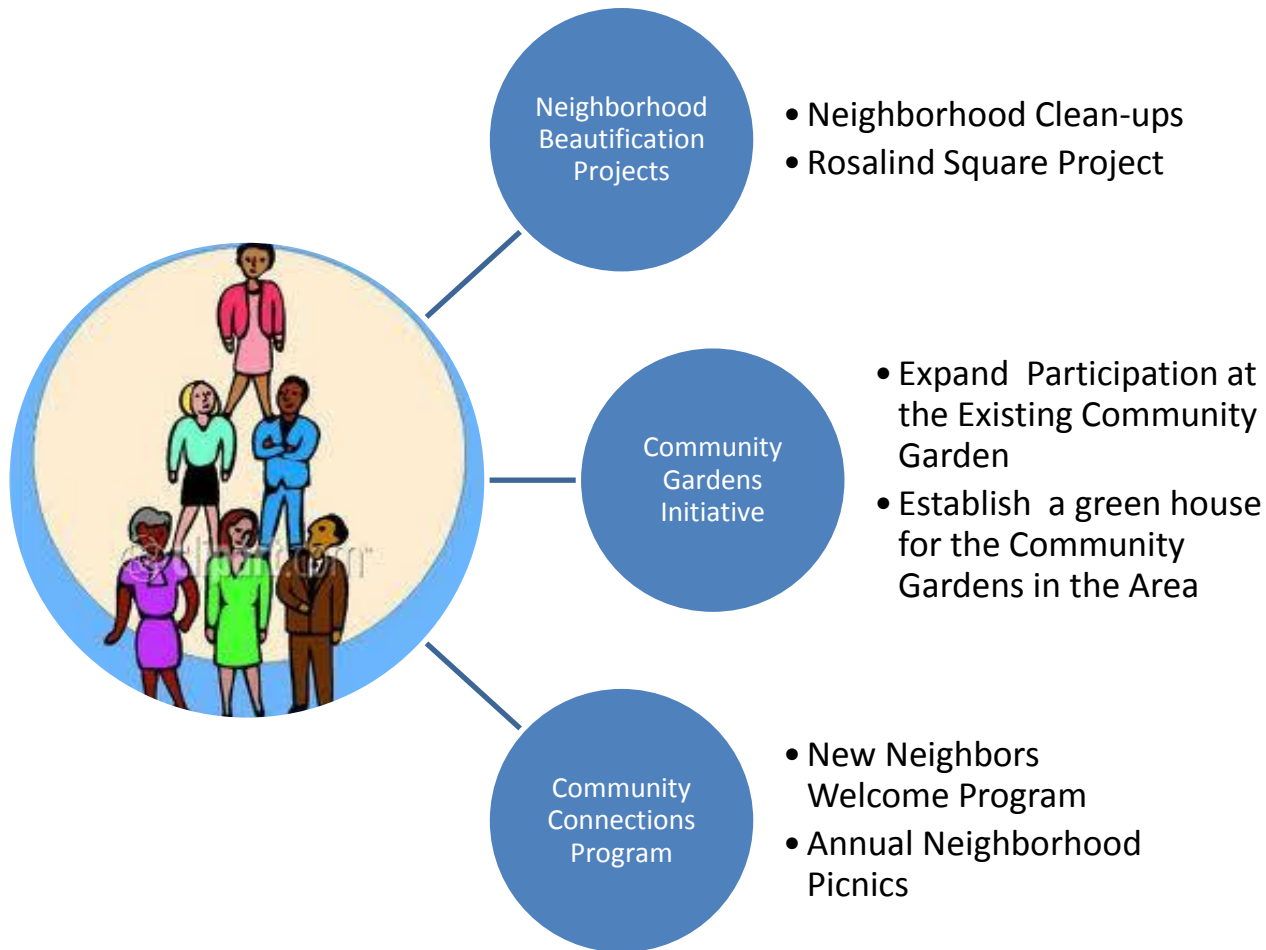 Neighborhood
Beautification
Projects
• Neighborhood Clean-ups
• Rosalind Square Project
Community
Gardens
Initiative
• Expand Participation at
the Existing Community
Garden
• Establish a green house
for the Community
Gardens in the Area
Community
Connections
Program
• New Neighbors
Welcome Program
• Annual Neighborhood
Picnics